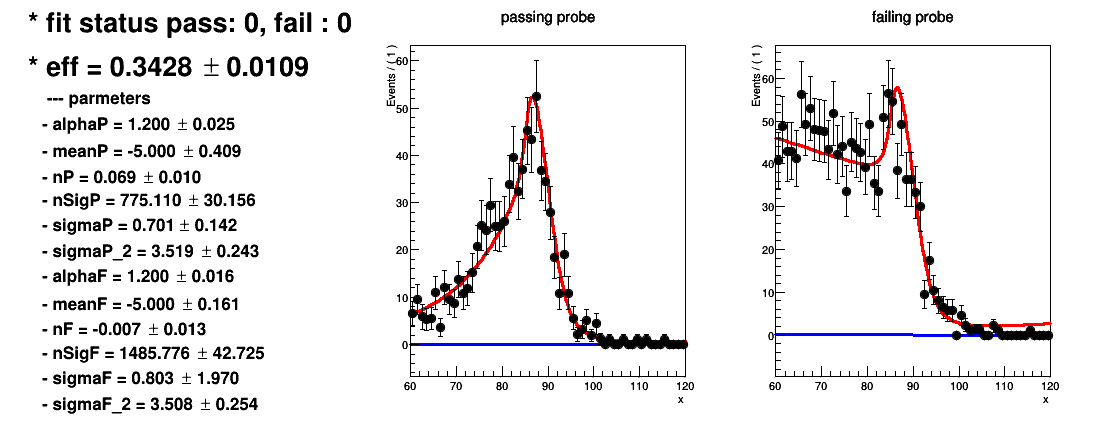 * fit status pass: 0, fail : 0
* eff = 0.3428 ± 0.0109
--- parmeters
- alphaP = 1.200 ± 0.025
- meanP = -5.000 ± 0.409
- nP = 0.069 ± 0.010
- nSigP = 775.110 ± 30.156
- sigmaP = 0.701 ± 0.142
- sigmaP_2 = 3.519 ± 0.243
- alphaF = 1.200 ± 0.016
- meanF = -5.000 ± 0.161
- nF = -0.007 ± 0.013
- nSigF = 1485.776 ± 42.725
- sigmaF = 0.803 ± 1.970
- sigmaF_2 = 3.508 ± 0.254
passing probe
Events / ( 1 )
60
50
40
30
20
10
0
60 70 80 90 100 110 120
x
failing probe
Events / ( 1 )
60
50
40
30
20
10
0
60 70 80 90 100 110 120
x